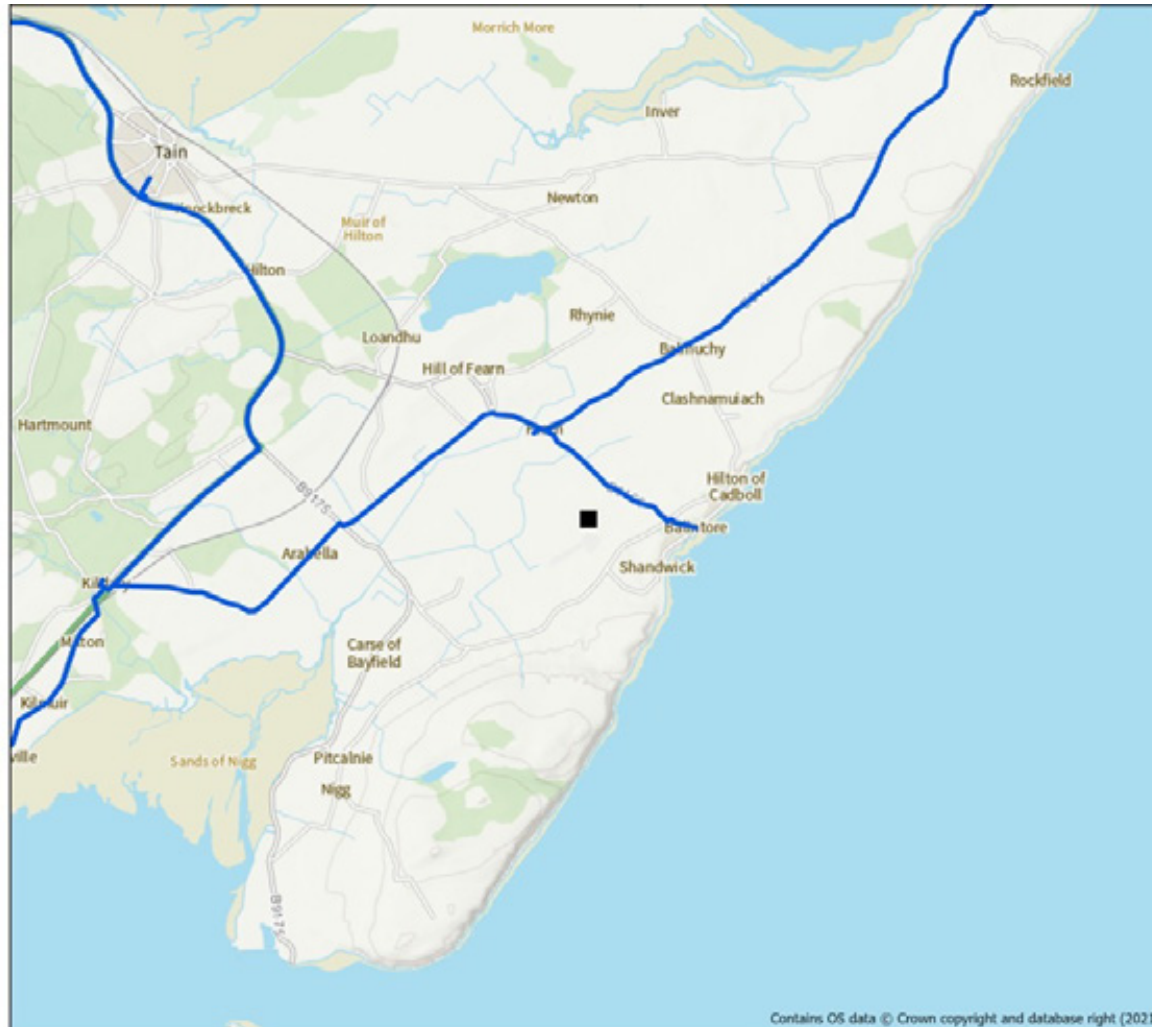 Morrich More
Rockfield
Inver
Tain
Newton
Knockbreck
Muir of
Hilton
Hilton
Rhynie
Loandhu
Balmuchy
Hill of Fearn
Clashnamuiach
Hartmount
Hilton of
Cadboll
B9175
Balintore
Arabella
Shandwick
Milton
Carse of
Bayfield
Kilmuir
Sands of Nigg
Pitcalnie
ville
Nigg
B9175
Contains OS data © Crown copyright and database right (2021